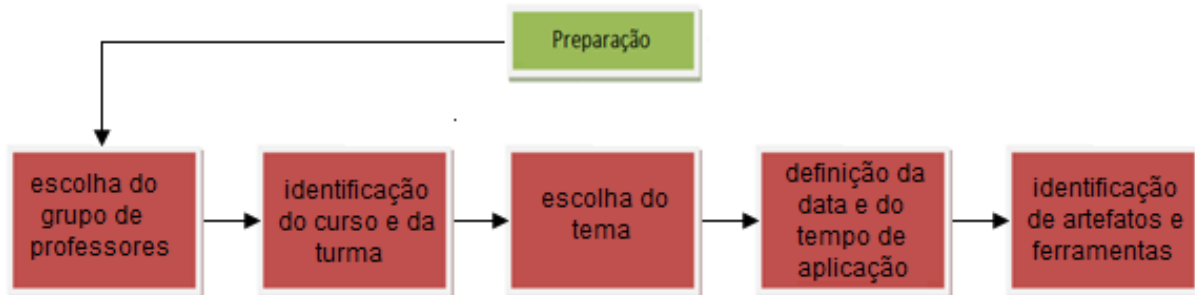 Preparação
escolha do
grupo de
professores
identificação
do curso e da
turma
escolha do
tema
definição da
data e do
tempo de
aplicação
identificação
de artefatos e
ferramentas